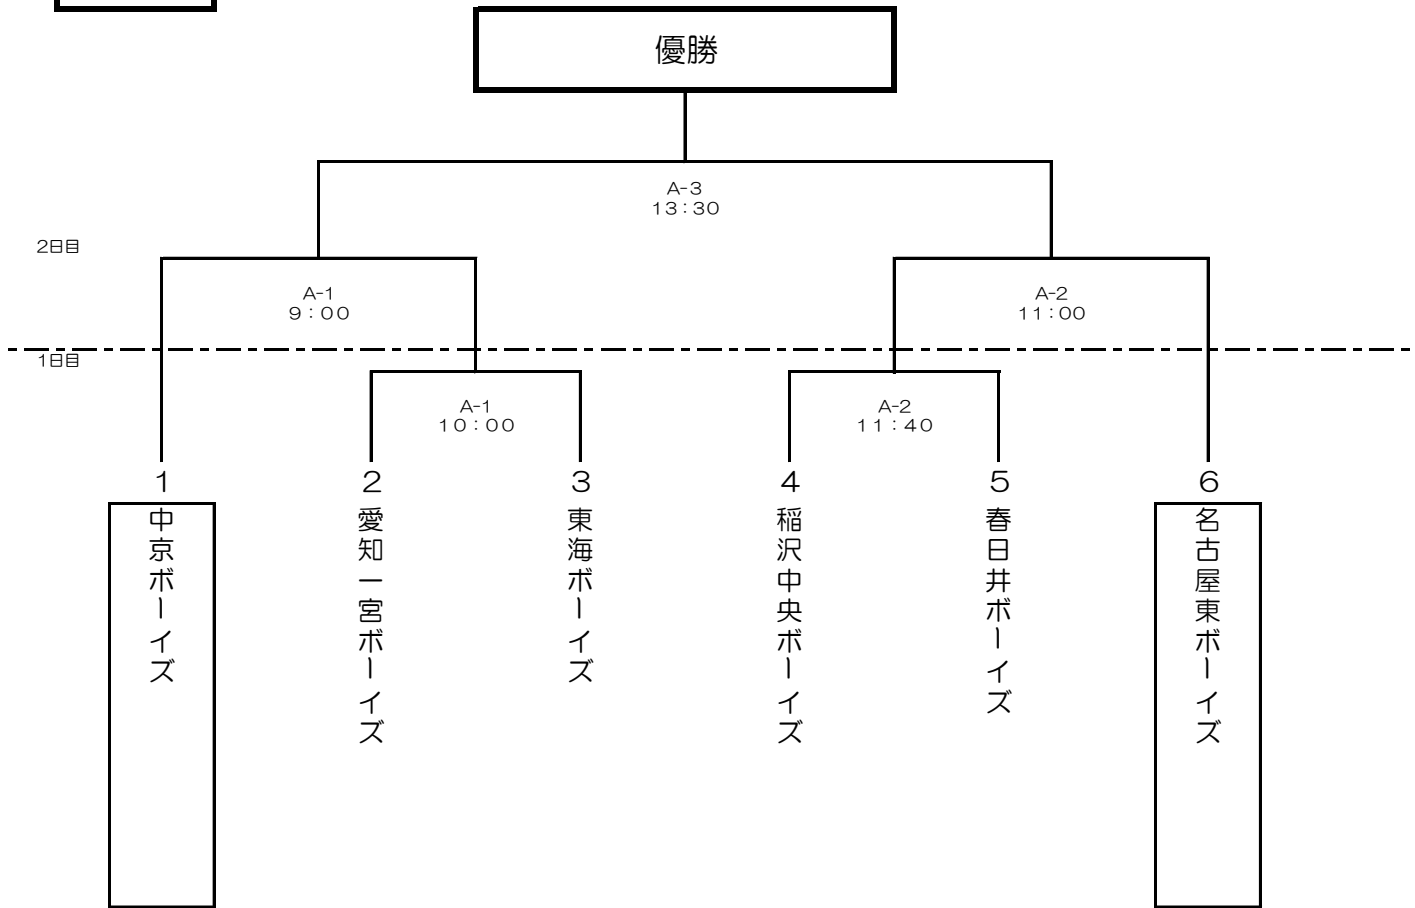 優勝
A-3
13:30
2日目
A-1
9:00
A-2
11:00
1日目
A-1
10:00
A-2
11:40
1
2
3
4
5
6
中京ボーイズ
愛知一宮ボーイズ
東海ボーイズ
稲沢中央ボーイズ
春日井ボーイズ
名古屋東ボーイズ